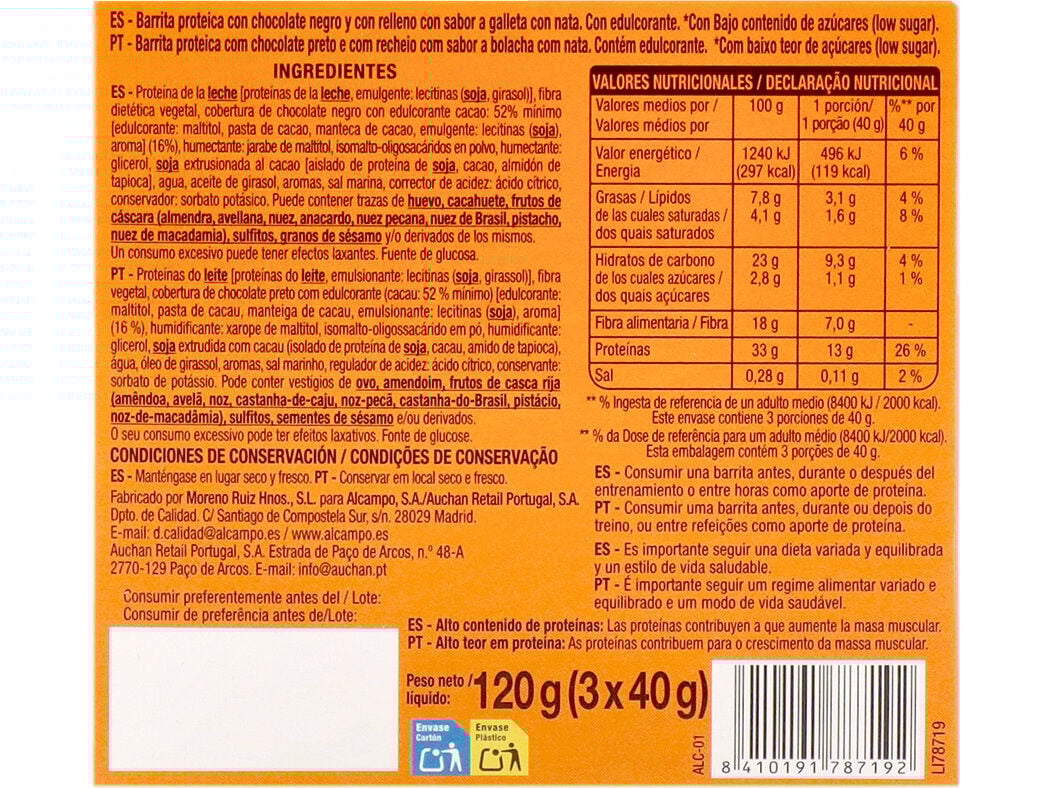 ES - Barrita proteica con chocolate negro y con relleno con sabor a galleta con nata. Con edulcorante. *Con Bajo contenido de azúcares (low sugar).
PT - Barrita proteica com chocolate preto e com recheio com sabor a bolacha com nata. Contém edulcorante. *Com baixo teor de açúcares (low sugar).
INGREDIENTES
ES - Proteína de la leche [proteínas de la leche, emulgente: lecitinas (soja, girasol)], fibra
dietética vegetal, cobertura de chocolate negro con edulcorante cacao: 52% mínimo
[edulcorante: maltitol, pasta de cacao, manteca de cacao, emulgente: lecitinas (soja),
aroma] (16%), humectante: jarabe de maltitol, isomalto-oligosacáridos en polvo, humectante:
glicerol, soja extrusionada al cacao [aislado de proteína de soja, cacao, almidón de
tapioca], agua, aceite de girasol, aromas, sal marina, corrector de acidez: ácido cítrico,
conservador: sorbato potásico. Puede contener trazas de huevo, cacahuete, frutos de
cáscara (almendra, avellana, nuez, anacardo, nuez pecana, nuez de Brasil, pistacho,
nuez de macadamia), sulfitos, granos de sésamo y/o derivados de los mismos.
Un consumo excesivo puede tener efectos laxantes. Fuente de glucosa.
PT - Proteínas do leite [proteínas do leite, emulsionante: lecitinas (soja, girassol)], fibra
vegetal, cobertura de chocolate preto com edulcorante (cacau: 52 % mínimo) [edulcorante:
maltitol, pasta de cacau, manteiga de cacau, emulsionante: lecitinas (soja), aroma]
(16 %), humidificante: xarope de maltitol, isomalto-oligossacárido em pó, humidificante:
glicerol, soja extrudida com cacau (isolado de proteína de soja, cacau, amido de tapioca),
água, óleo de girassol, aromas, sal marinho, regulador de acidez: ácido cítrico, conservante:
sorbato de potássio. Pode conter vestígios de ovo, amendoim, frutos de casca rija
(amêndoa, avelã, noz, castanha-de-caju, noz-pecã, castanha-do-Brasil, pistácio,
noz-de-macadâmia), sulfitos, sementes de sésamo e/ou derivados.
O seu consumo excessivo pode ter efeitos laxativos. Fonte de glucose.
CONDICIONES DE CONSERVACIÓN / CONDIÇÕES DE CONSERVAÇÃO
ES - Manténgase en lugar seco y fresco. PT - Conservar em local seco e fresco.
Fabricado por Moreno Ruiz Hnos., S.L. para Alcampo, S.A./Auchan Retail Portugal, S.A.
Dpto. de Calidad. C/ Santiago de Compostela Sur, s/n. 28029 Madrid.
E-mail: d.calidad@alcampo.es / www.alcampo.es
Auchan Retail Portugal, S.A. Estrada de Paço de Arcos, n.º 48-A
2770-129 Paço de Arcos. E-mail: info@auchan.pt
Consumir preferentemente antes del / Lote:
Consumir de preferência antes de/Lote:
VALORES NUTRICIONALES / DECLARAÇÃO NUTRICIONAL
Valores medios por / 100 g 1 porción/ %** por
Valores médios por 1 porção (40 g) 40 g
Valor energético / 1240 kJ 496 kJ 6 %
Energia (297 kcal) (119 kcal)
Grasas / Lípidos 7,8 g 3,1 g 4 %
de las cuales saturadas / 4,1 g 1,6 g 8 %
dos quais saturados
Hidratos de carbono 23 g 9,3 g 4 %
de los cuales azúcares / 2,8 g 1,1 g 1 %
dos quais açúcares
Fibra alimentaria / Fibra 18 g 7,0 g -
Proteínas 33 g 13 g 26 %
Sal 0,28 g 0,11 g 2 %
** % Ingesta de referencia de un adulto medio (8400 kJ / 2000 kcal).
Este envase contiene 3 porciones de 40 g.
** % da Dose de referência para um adulto médio (8400 kJ/2000 kcal).
Esta embalagem contém 3 porções de 40 g.
ES - Consumir una barrita antes, durante o después del
entrenamiento o entre horas como aporte de proteína.
PT - Consumir uma barrita antes, durante ou depois do
treino, ou entre refeições como aporte de proteína.
ES - Es importante seguir una dieta variada y equilibrada
y un estilo de vida saludable.
PT - É importante seguir um regime alimentar variado e
equilibrado e um modo de vida saudável.
ES - Alto contenido de proteínas: Las proteínas contribuyen a que aumente la masa muscular.
PT - Alto teor em proteína: As proteínas contribuem para o crescimento da massa muscular.
Peso neto /
líquido: 120 g (3 x 40 g)
Envase
Cartón
Envase
Plástico
ALC-01
8 410191 787192
LI78719